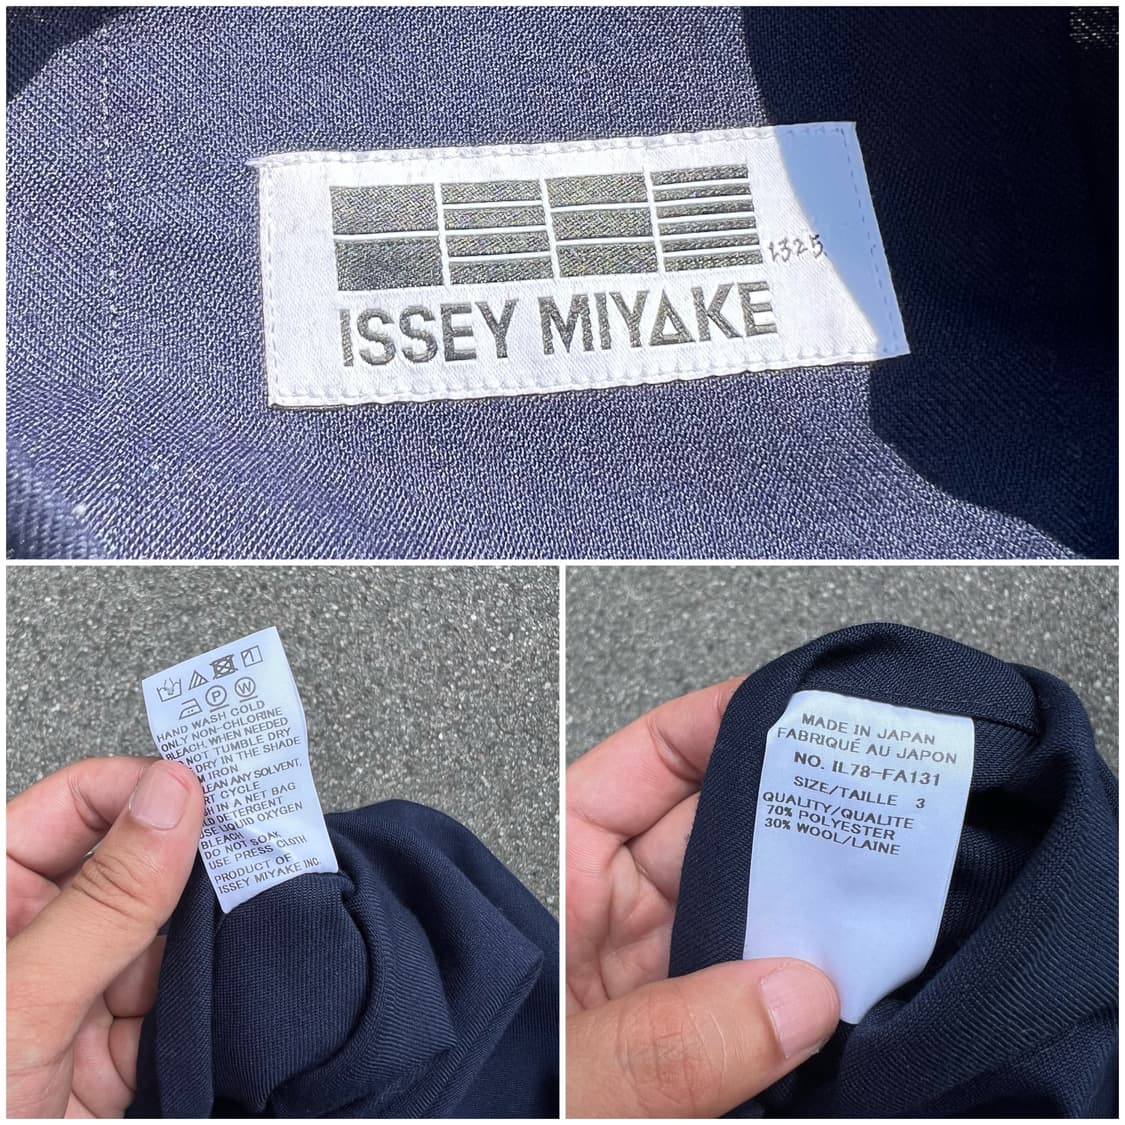 132 5.
ISSEY MIYAKE
P W
HAND WASH COLD
ONLY NON-CHLORINE
BLEACH, WHEN NEEDED
NOT TUMBLE DRY
DRY IN THE SHADE
IRON
CLEAN ANY SOLVENT,
CYCLE
IN A NET BAG
DETERGENT
USE LIQUID OXYGEN
BLEACH
DO NOT SOAK
USE PRESS CLOTH
PRODUCT OF
ISSEY MIYAKE INC.
MADE IN JAPAN
FABRIQUÉ AU JAPON
NO. IL78-FA131
SIZE/TAILLE 3
QUALITY/QUALITE
70% POLYESTER
30% WOOL/LAINE